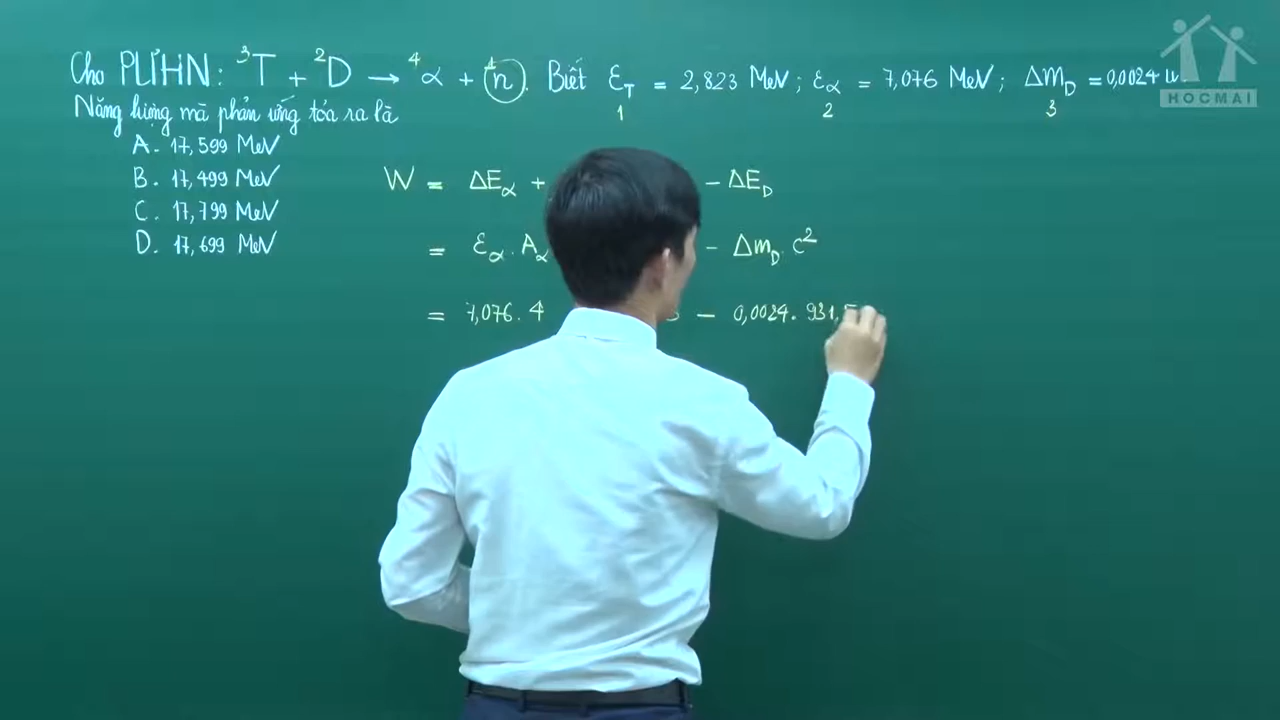 Cho PƯHN: ³T + ²D → ⁴α + ¹n. Biết ε_T = 2,823 MeV; ε_α = 7,076 MeV; Δm_D = 0,0024 u.
1 2 3
Năng lượng mà phản ứng tỏa ra là
A. 17,599 MeV
B. 17,499 MeV
C. 17,799 MeV
D. 17,699 MeV
W = ΔE_α + − ΔE_D
= ε_α . A_α − Δm_D . c²
= 7,076 . 4 − 0,0024 . 931,5
HOCMAI